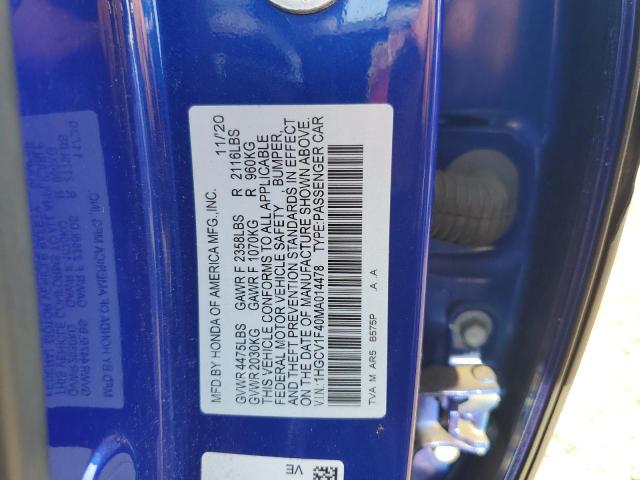 MFD.BY HONDA OF AMERICA MFG.,INC. 11/20
GVWR 4475LBS GAWR F 2358LBS R 2116LBS
GVWR 2030KG GAWR F 1070KG R 960KG
THIS VEHICLE CONFORMS TO ALL APPLICABLE
FEDERAL MOTOR VEHICLE SAFETY , BUMPER,
AND THEFT PREVENTION STANDARDS IN EFFECT
ON THE DATE OF MANUFACTURE SHOWN ABOVE.
V.I.N.:1HGCV1F40MA014478 TYPE:PASSENGER CAR
TVA M AR5 B575P A .A
VE